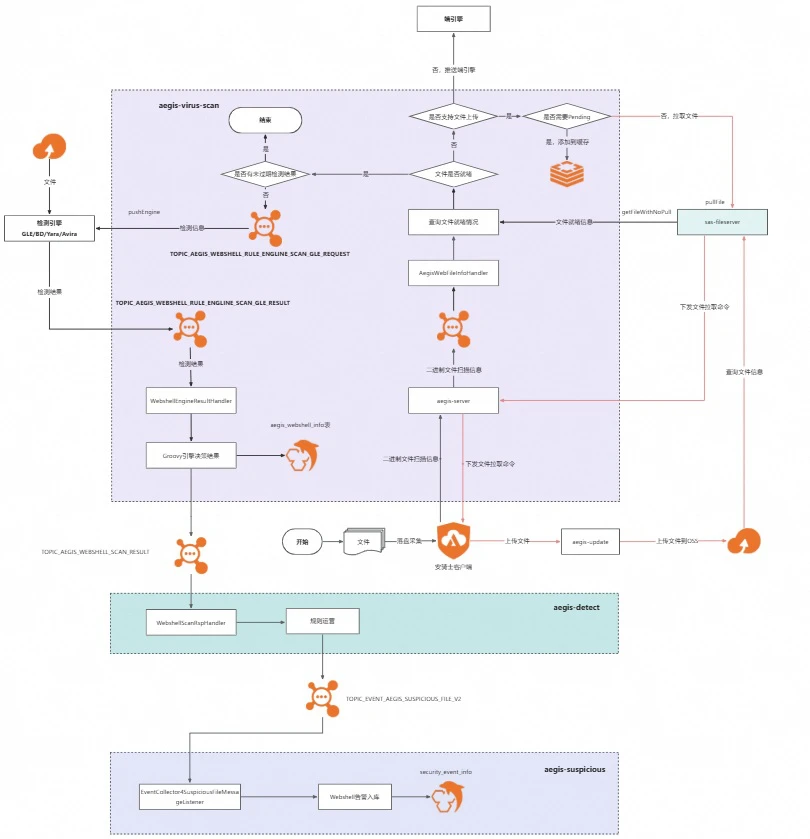 端引擎
否，推送端引擎
aegis-virus-scan
结束
是否支持文件上传
是
是否需要Pending
否，拉取文件
是
否
是，添加到缓存
文件
是否有未过期检测结果
是
文件是否就绪
否
pullFile
pushEngine
getFileWithNoPull
检测引擎
GLE/BD/Yara/Avira
检测信息
查询文件就绪情况
文件就绪信息
sas-fileserver
TOPIC_AEGIS_WEBSHELL_RULE_ENGLINE_SCAN_GLE_REQUEST
AegisWebFileInfoHandler
检测结果
TOPIC_AEGIS_WEBSHELL_RULE_ENGLINE_SCAN_GLE_RESULT
下发文件拉取命令
检测结果
二进制文件扫描信息
查询文件信息
WebshellEngineResultHandler
aegis-server
aegis_webshell_info表
Groovy引擎决策结果
二进制文件扫描信息
下发文件拉取命令
开始
文件
落盘采集
上传文件
aegis-update
上传文件到OSS
TOPIC_AEGIS_WEBSHELL_SCAN_RESULT
安骑士客户端
aegis-detect
WebshellScanRspHandler
规则运营
TOPIC_EVENT_AEGIS_SUSPICIOUS_FILE_V2
aegis-suspicious
security_event_info
EventCollector4SuspiciousFileMessa
geListener
Webshell告警入库